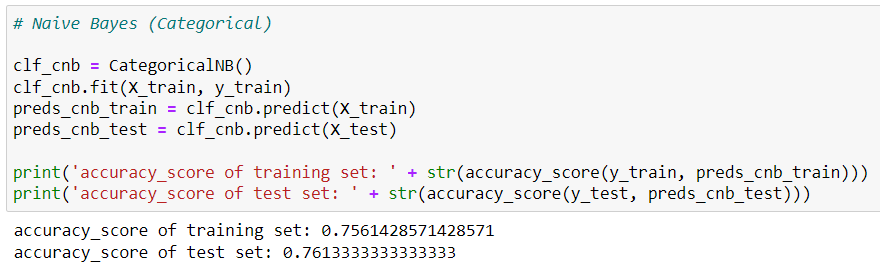 # Naive Bayes (Categorical)
clf_cnb = CategoricalNB()
clf_cnb.fit(X_train, y_train)
preds_cnb_train = clf_cnb.predict(X_train)
preds_cnb_test = clf_cnb.predict(X_test)
print('accuracy_score of training set: ' + str(accuracy_score(y_train, preds_cnb_train)))
print('accuracy_score of test set: ' + str(accuracy_score(y_test, preds_cnb_test)))
accuracy_score of training set: 0.7561428571428571
accuracy_score of test set: 0.7613333333333333